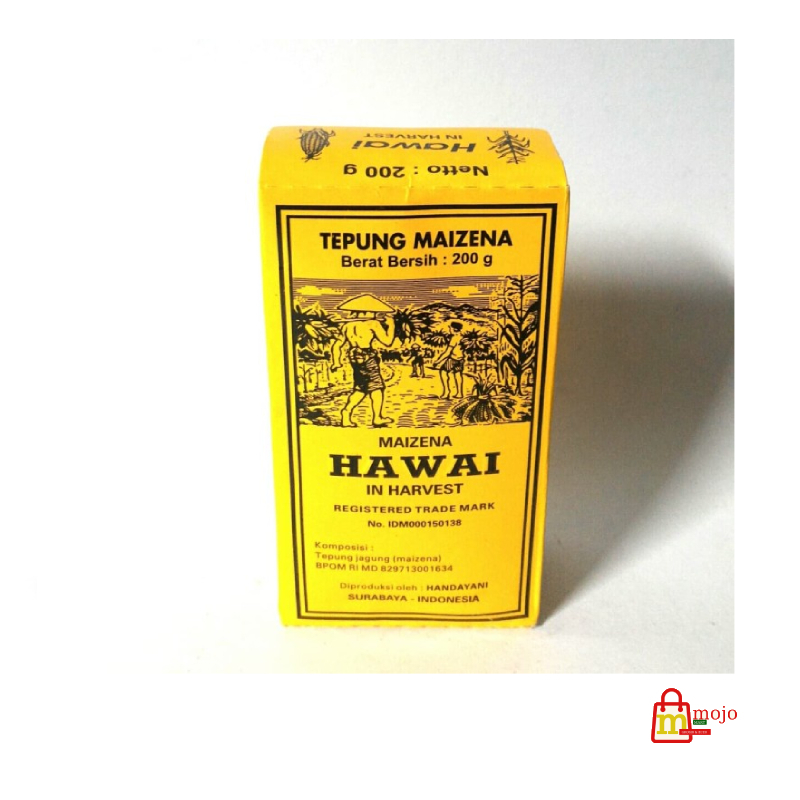 Netto : 200 g
Hawai
IN HARVEST
TEPUNG MAIZENA
Berat Bersih : 200 g
MAIZENA
HAWAI
IN HARVEST
REGISTERED TRADE MARK
No. IDM000150138
Komposisi :
Tepung jagung (maizena)
BPOM RI MD 829713001634
Diproduksi oleh : HANDAYANI
SURABAYA - INDONESIA
m mojo